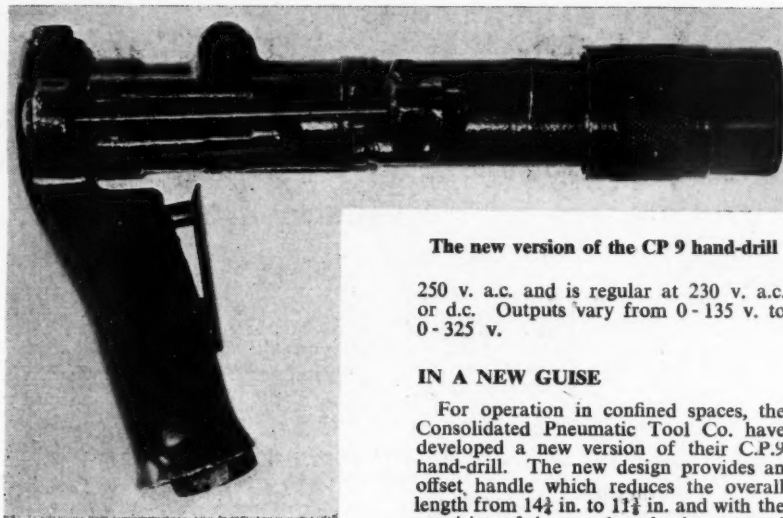 The new version of the CP 9 hand-drill
250 v. a.c. and is regular at 230 v. a.c.
or d.c. Outputs vary from 0 - 135 v. to
0 - 325 v.
IN A NEW GUISE
For operation in confined spaces, the
Consolidated Pneumatic Tool Co. have
developed a new version of their C.P.9
hand-drill. The new design provides an
offset handle which reduces the overall
length from 14¾ in. to 11¾ in. and with the